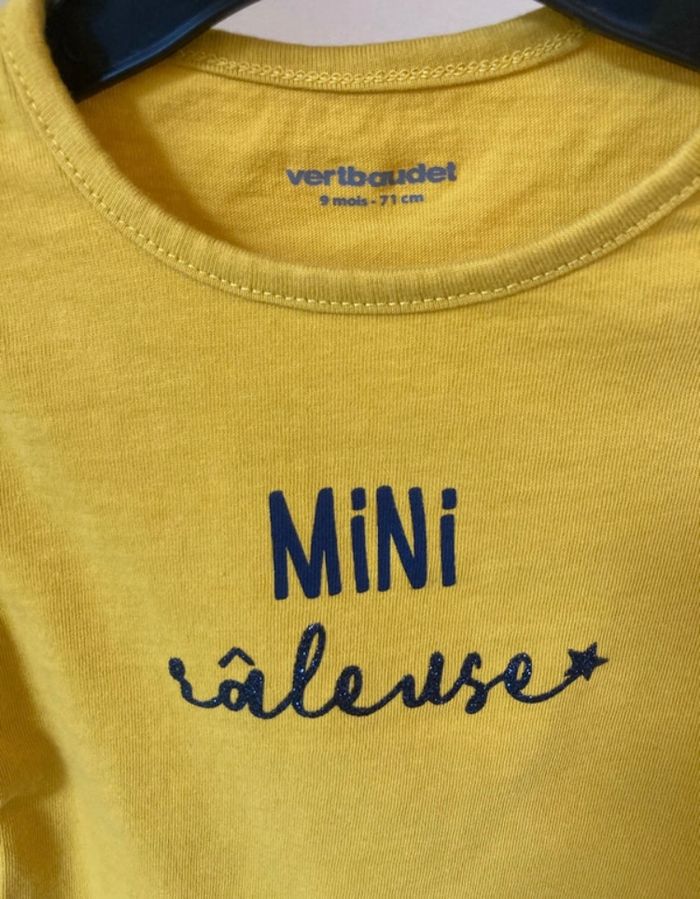 vertbaudet
9 mois - 71 cm
MiNi
râleuse